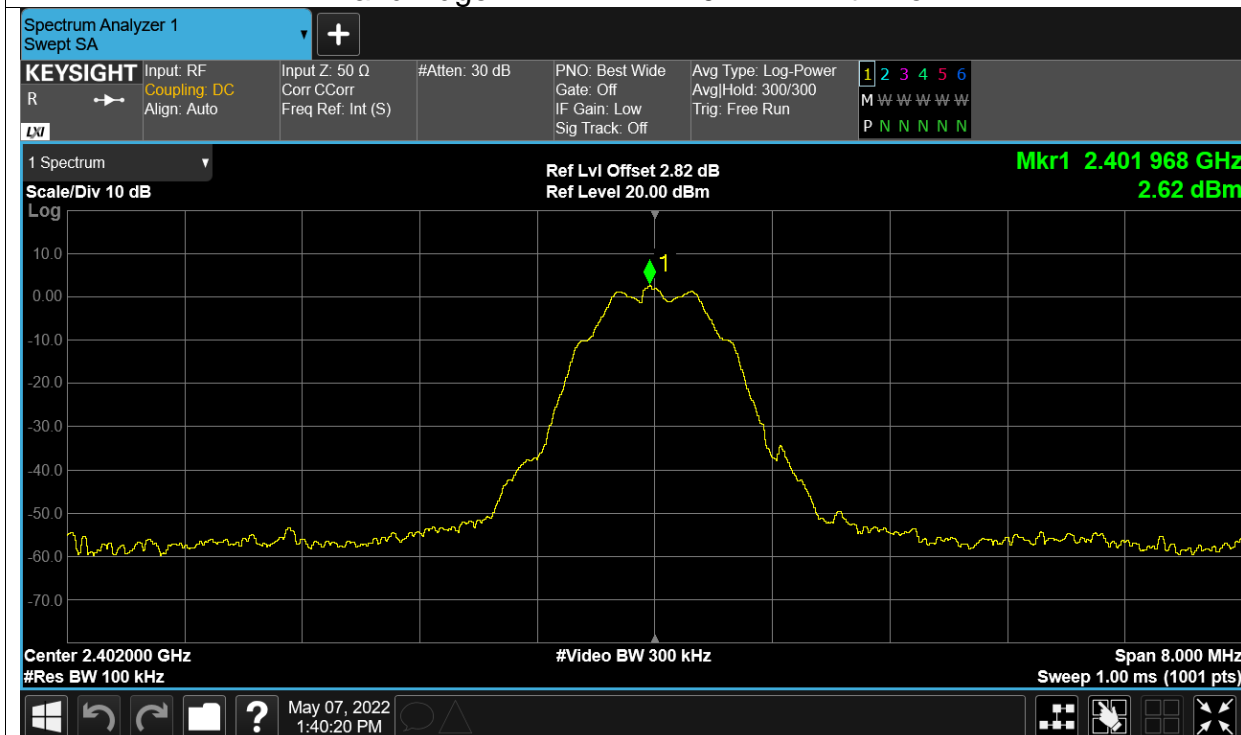 Spectrum Analyzer 1
Swept SA
+
KEYSIGHT
R
LXI
Input: RF
Coupling: DC
Align: Auto
Input Z: 50 Ω
Corr CCorr
Freq Ref: Int (S)
#Atten: 30 dB
PNO: Best Wide
Gate: Off
IF Gain: Low
Sig Track: Off
Avg Type: Log-Power
Avg|Hold: 300/300
Trig: Free Run
1 2 3 4 5 6
M W W W W W
P N N N N N
1 Spectrum
Scale/Div 10 dB
Log
Ref Lvl Offset 2.82 dB
Ref Level 20.00 dBm
Mkr1 2.401 968 GHz
2.62 dBm
1
10.0
0.00
-10.0
-20.0
-30.0
-40.0
-50.0
-60.0
-70.0
Center 2.402000 GHz
#Res BW 100 kHz
#Video BW 300 kHz
Span 8.000 MHz
Sweep 1.00 ms (1001 pts)
?
May 07, 2022
1:40:20 PM